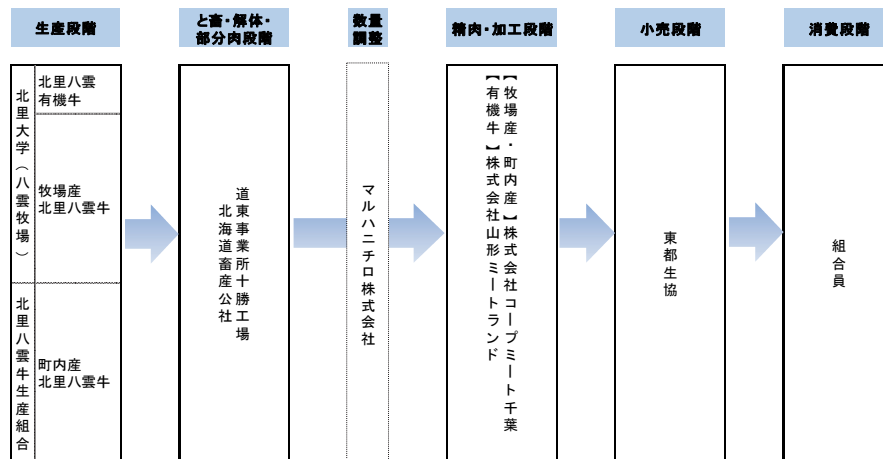 生産段階
と畜・解体・
部分肉段階
数量
調整
精肉・加工段階
小売段階
消費段階
北里大学（八雲牧場）
北里八雲
有機牛
牧場産
北里八雲牛
北里八雲牛生産組合
町内産
北里八雲牛
道東事業所十勝工場
北海道畜産公社
マルハニチロ株式会社
【牧場産・町内産】株式会社コープミート千葉
【有機牛】株式会社山形ミートランド
東都生協
組合員